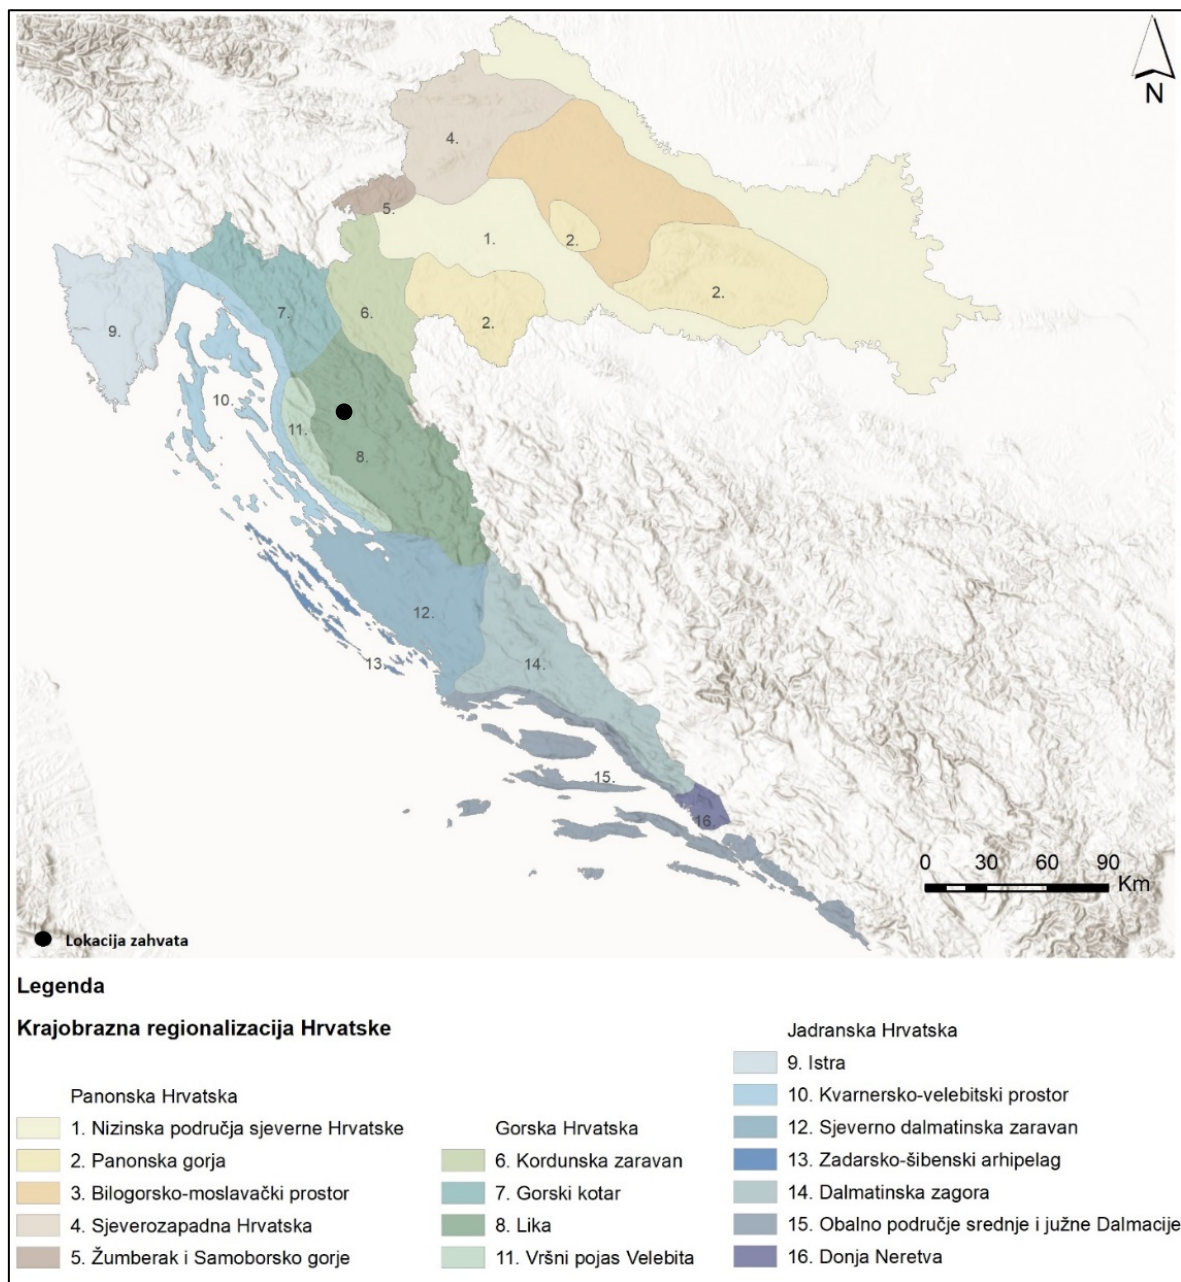 N
4.
5.
1.
2.
2.
6.
7.
2.
9.
10.
11.
8.
12.
13.
14.
15.
16.
0 30 60 90
Km
Lokacija zahvata
Legenda
Krajobrazna regionalizacija Hrvatske
Panonska Hrvatska
1. Nizinska područja sjeverne Hrvatske
2. Panonska gorja
3. Bilogorsko-moslavački prostor
4. Sjeverozapadna Hrvatska
5. Žumberak i Samoborsko gorje
Gorska Hrvatska
6. Kordunska zaravan
7. Gorski kotar
8. Lika
11. Vršni pojas Velebita
Jadranska Hrvatska
9. Istra
10. Kvarnersko-velebitski prostor
12. Sjeverno dalmatinska zaravan
13. Zadarsko-šibenski arhipelag
14. Dalmatinska zagora
15. Obalno područje srednje i južne Dalmacije
16. Donja Neretva